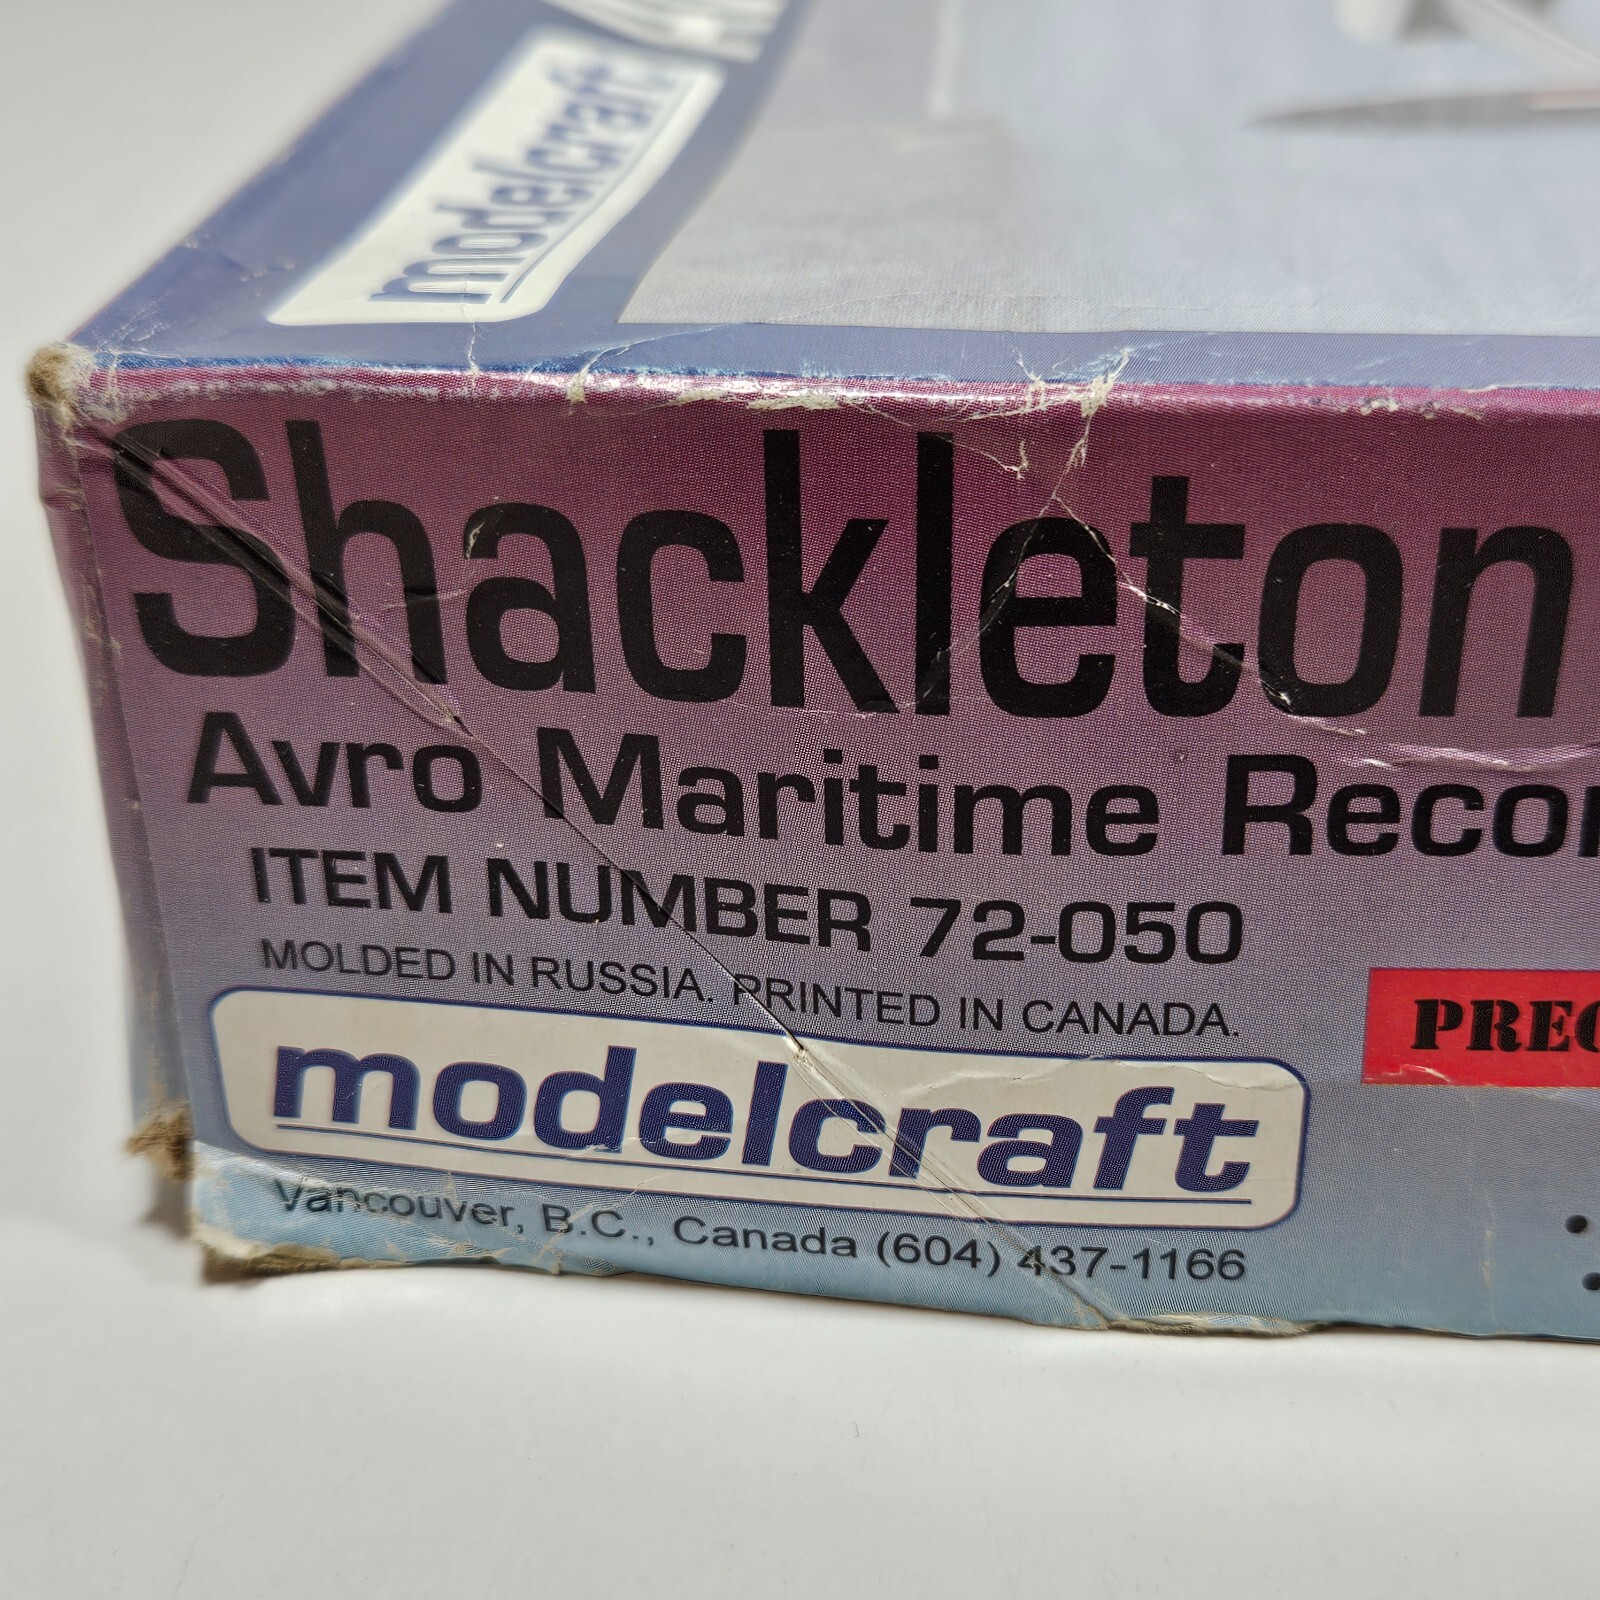 modelcraft
Shackleton
Avro Maritime Recon
ITEM NUMBER 72-050
MOLDED IN RUSSIA. PRINTED IN CANADA.
PREC
modelcraft
Vancouver, B.C., Canada (604) 437-1166